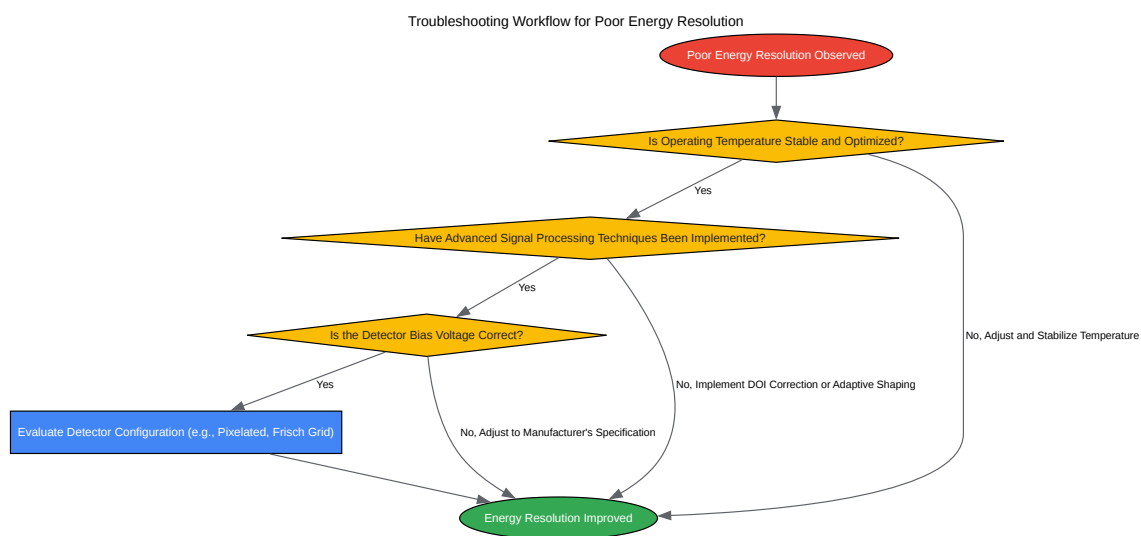 Troubleshooting Workflow for Poor Energy Resolution
Poor Energy Resolution Observed
Is Operating Temperature Stable and Optimized?
Yes
Have Advanced Signal Processing Techniques Been Implemented?
Yes
Is the Detector Bias Voltage Correct?
No, Adjust and Stabilize Temperature
Yes
No, Implement DOI Correction or Adaptive Shaping
Evaluate Detector Configuration (e.g., Pixelated, Frisch Grid)
No, Adjust to Manufacturer's Specification
Energy Resolution Improved